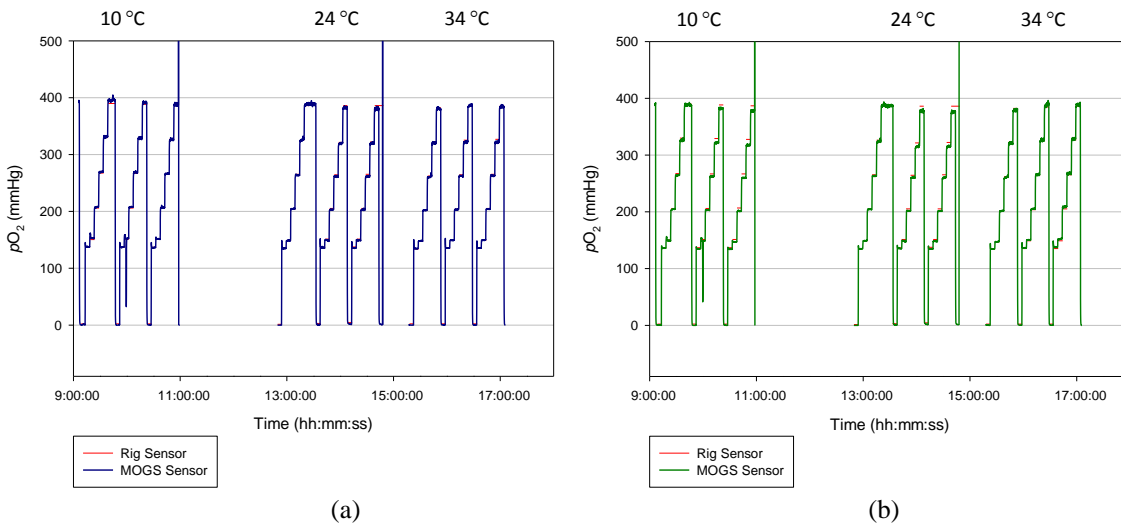 10 °C 24 °C 34 °C
500
400
300
200
100
0
pO₂ (mmHg)
9:00:00 11:00:00 13:00:00 15:00:00 17:00:00
Time (hh:mm:ss)
Rig Sensor
MOGS Sensor
(a)
10 °C 24 °C 34 °C
500
400
300
200
100
0
pO₂ (mmHg)
9:00:00 11:00:00 13:00:00 15:00:00 17:00:00
Time (hh:mm:ss)
Rig Sensor
MOGS Sensor
(b)